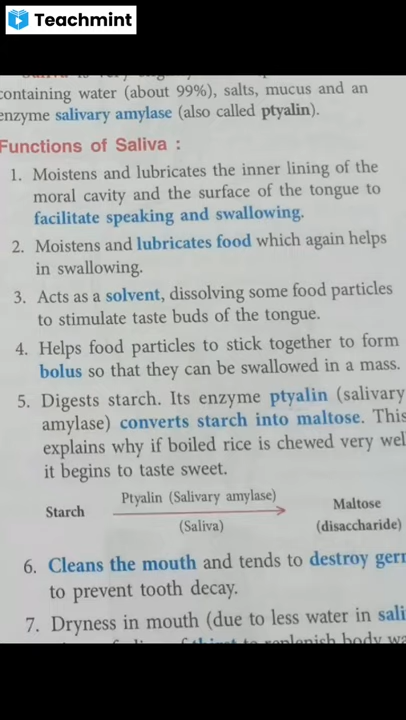 Teachmint
containing water (about 99%), salts, mucus and an
enzyme salivary amylase (also called ptyalin).
Functions of Saliva :
1. Moistens and lubricates the inner lining of the
moral cavity and the surface of the tongue to
facilitate speaking and swallowing.
2. Moistens and lubricates food which again helps
in swallowing.
3. Acts as a solvent, dissolving some food particles
to stimulate taste buds of the tongue.
4. Helps food particles to stick together to form
bolus so that they can be swallowed in a mass.
5. Digests starch. Its enzyme ptyalin (salivary
amylase) converts starch into maltose. This
explains why if boiled rice is chewed very wel
it begins to taste sweet.
Starch Ptyalin (Salivary amylase) (Saliva) Maltose (disaccharide)
6. Cleans the mouth and tends to destroy ger
to prevent tooth decay.
7. Dryness in mouth (due to less water in sali